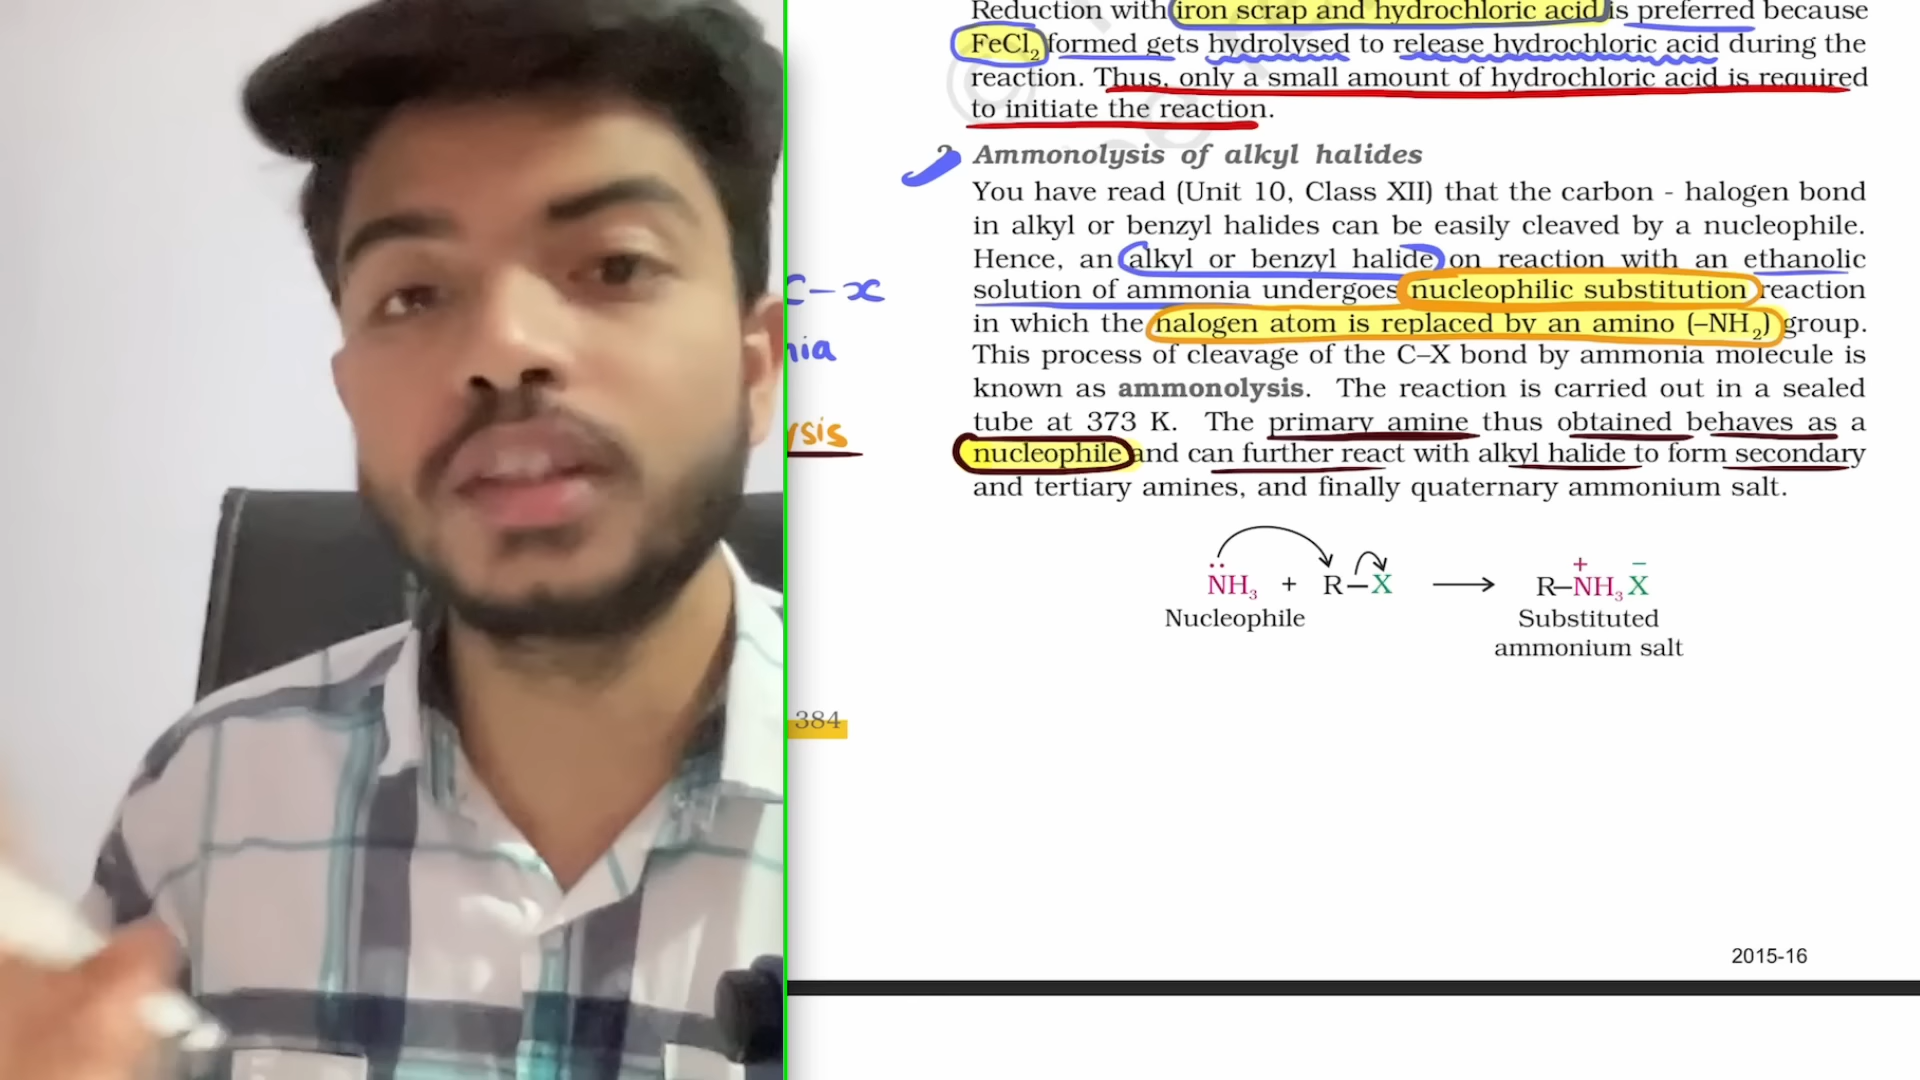 Reduction with iron scrap and hydrochloric acid is preferred because
FeCl2 formed gets hydrolysed to release hydrochloric acid during the
reaction. Thus, only a small amount of hydrochloric acid is required
to initiate the reaction.
Ammonolysis of alkyl halides
You have read (Unit 10, Class XII) that the carbon - halogen bond
in alkyl or benzyl halides can be easily cleaved by a nucleophile.
Hence, an alkyl or benzyl halide on reaction with an ethanolic
solution of ammonia undergoes nucleophilic substitution reaction
in which the halogen atom is replaced by an amino (–NH2) group.
This process of cleavage of the C–X bond by ammonia molecule is
known as ammonolysis. The reaction is carried out in a sealed
tube at 373 K. The primary amine thus obtained behaves as a
nucleophile and can further react with alkyl halide to form secondary
and tertiary amines, and finally quaternary ammonium salt.
C–x
nia
ysis
N̈H3 + R–X ⟶ R–N⁺H3 X⁻
Nucleophile
Substituted
ammonium salt
384
2015-16